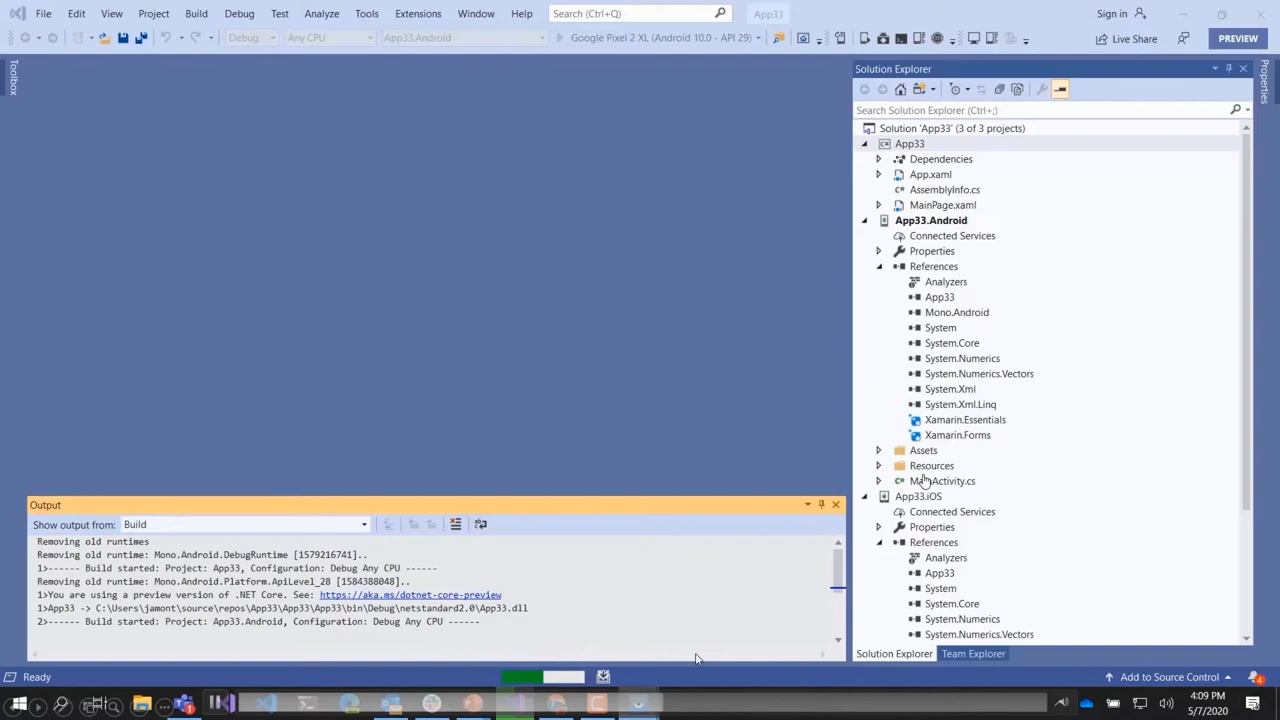 File Edit View Project Build Debug Test Analyze Tools Extensions Window Help Search (Ctrl+Q) App33 Sign in
Debug Any CPU App33.Android Google Pixel 2 XL (Android 10.0 - API 29) Live Share PREVIEW
Toolbox
Solution Explorer
Properties
Search Solution Explorer (Ctrl+;)
Solution 'App33' (3 of 3 projects)
App33
Dependencies
App.xaml
AssemblyInfo.cs
MainPage.xaml
App33.Android
Connected Services
Properties
References
Analyzers
App33
Mono.Android
System
System.Core
System.Numerics
System.Numerics.Vectors
System.Xml
System.Xml.Linq
Xamarin.Essentials
Xamarin.Forms
Assets
Resources
MainActivity.cs
App33.iOS
Connected Services
Properties
References
Analyzers
App33
System
System.Core
System.Numerics
System.Numerics.Vectors
Solution Explorer Team Explorer
Output
Show output from: Build
Removing old runtimes
Removing old runtime: Mono.Android.DebugRuntime [1579216741]..
1>------ Build started: Project: App33, Configuration: Debug Any CPU ------
Removing old runtime: Mono.Android.Platform.ApiLevel_28 [1584388048]..
1>You are using a preview version of .NET Core. See: https://aka.ms/dotnet-core-preview
1>App33 -> C:\Users\jamont\source\repos\App33\App33\App33\bin\Debug\netstandard2.0\App33.dll
2>------ Build started: Project: App33.Android, Configuration: Debug Any CPU ------
Ready Add to Source Control 4
4:09 PM
5/7/2020